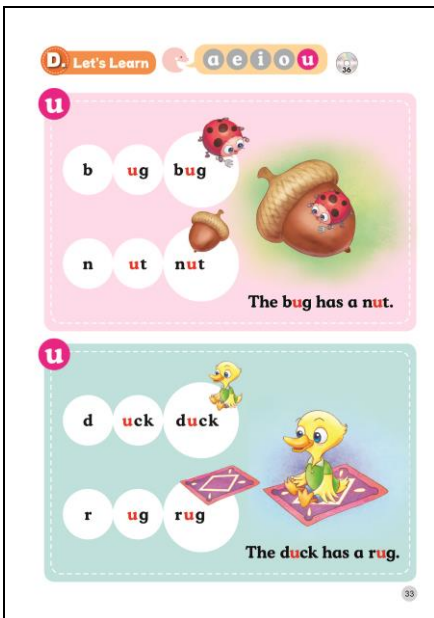 D. Let's Learn a e i o u 36
u
b ug bug
n ut nut
The bug has a nut.
u
d uck duck
r ug rug
The duck has a rug.
33